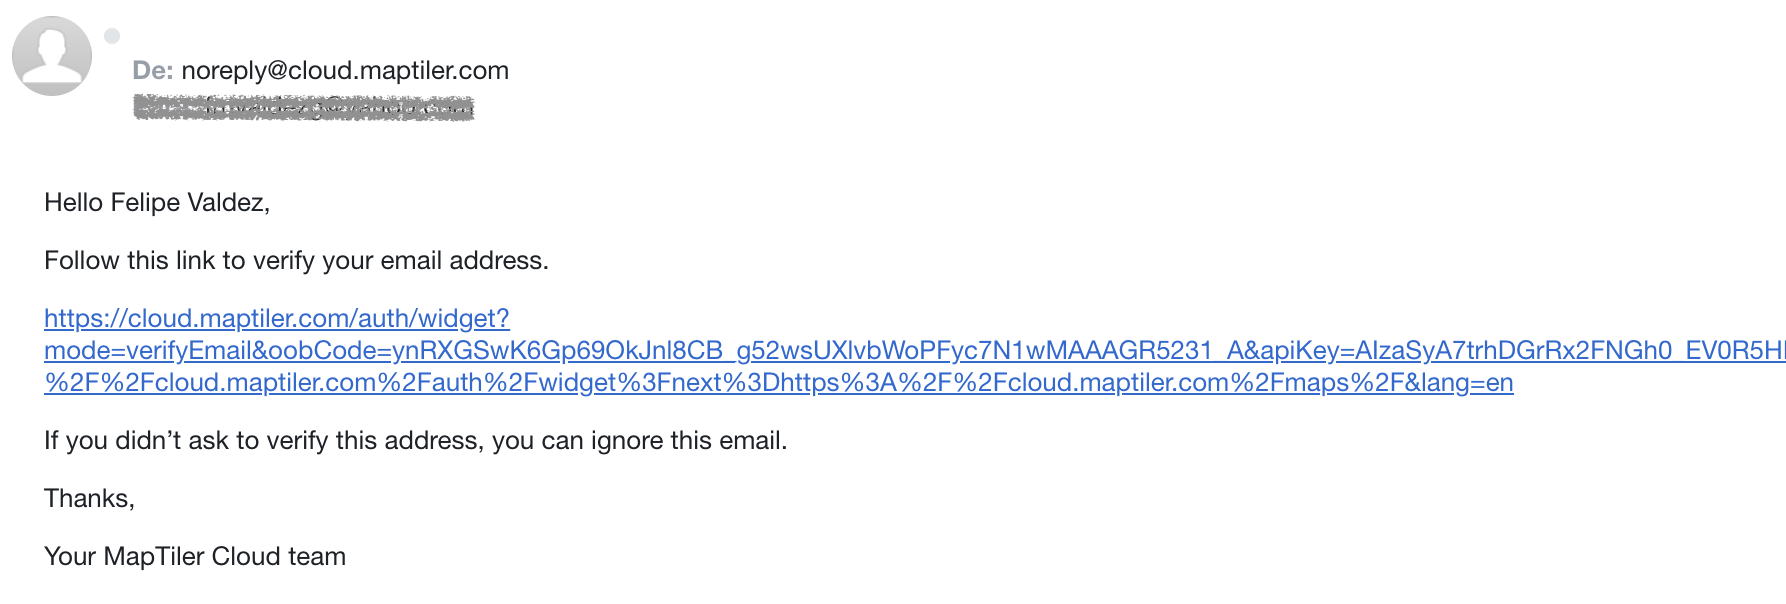 De: noreply@cloud.maptiler.com
Hello Felipe Valdez,
Follow this link to verify your email address.
https://cloud.maptiler.com/auth/widget?
mode=verifyEmail&oobCode=ynRXGSwK6Gp69OkJnl8CB_g52wsUXlvbWoPFyc7N1wMAAAGR5231_A&apiKey=AIzaSyA7trhDGrRx2FNGh0_EV0R5H
%2F%2Fcloud.maptiler.com%2Fauth%2Fwidget%3Fnext%3Dhttps%3A%2F%2Fcloud.maptiler.com%2Fmaps%2F&lang=en
If you didn’t ask to verify this address, you can ignore this email.
Thanks,
Your MapTiler Cloud team